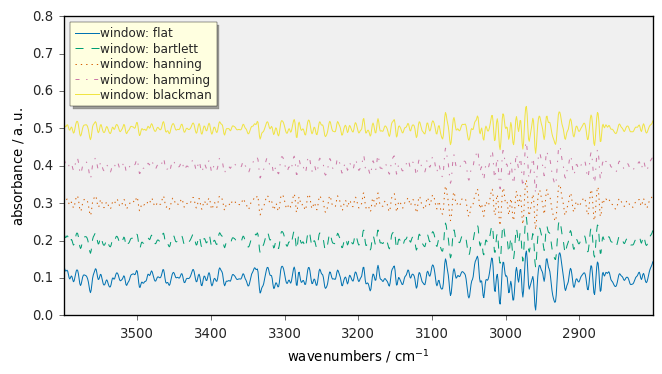 0.8
0.7
0.6
0.5
0.4
0.3
0.2
0.1
0.0
absorbance / a.u.
window: flat
window: bartlett
window: hanning
window: hamming
window: blackman
3500 3400 3300 3200 3100 3000 2900
wavenumbers / cm⁻¹